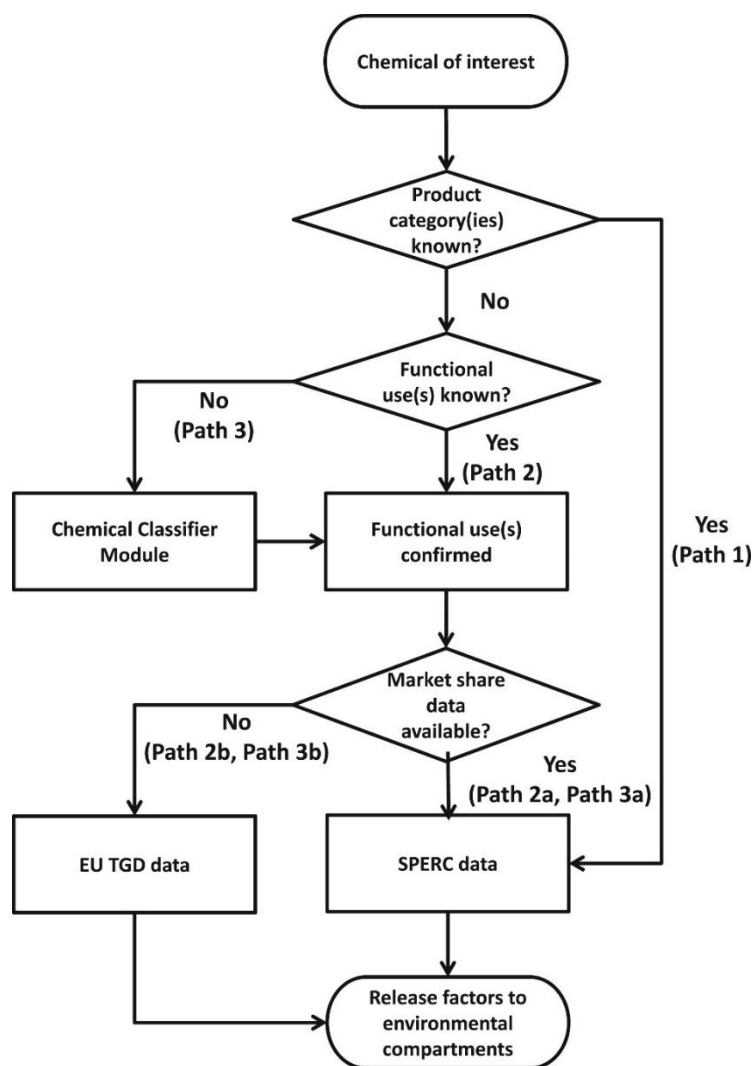 Chemical of interest
Product
category(ies)
known?
No
Functional
use(s) known?
No
(Path 3)
Yes
(Path 2)
Chemical Classifier
Module
Functional use(s)
confirmed
Yes
(Path 1)
Market share
data
available?
No
(Path 2b, Path 3b)
Yes
(Path 2a, Path 3a)
EU TGD data
SPERC data
Release factors to
environmental
compartments